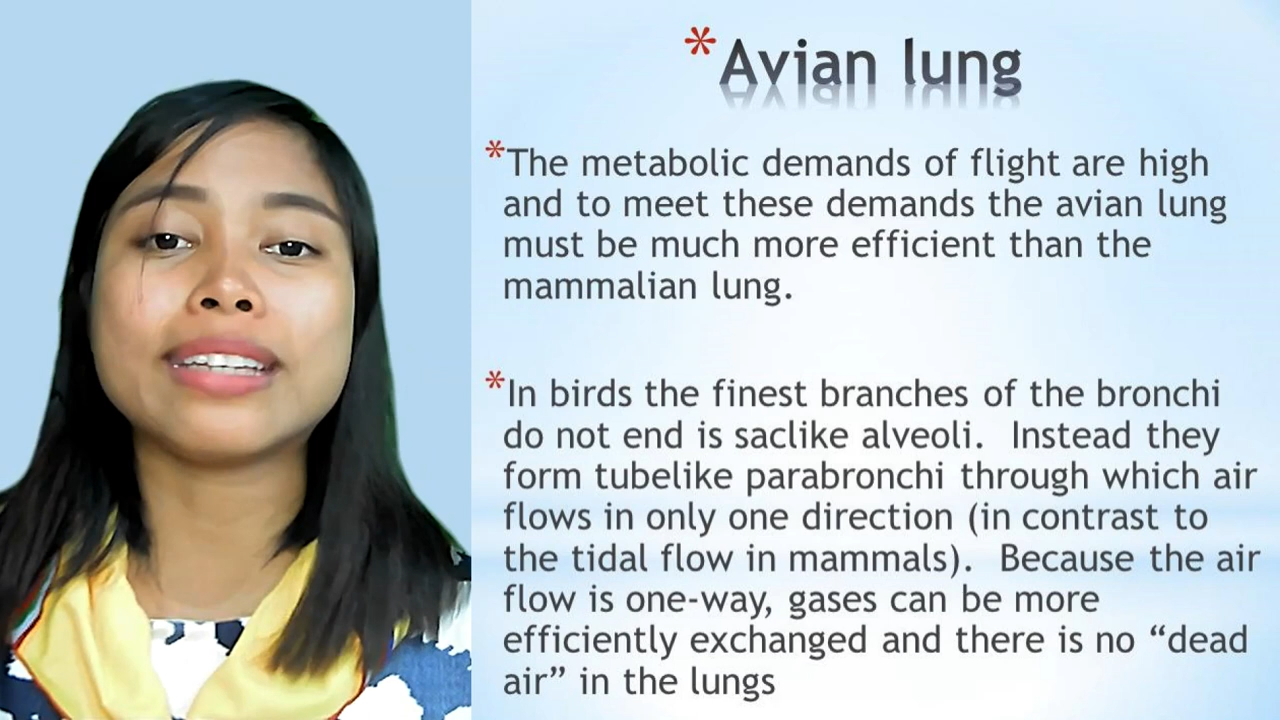 *Avian lung
*The metabolic demands of flight are high
and to meet these demands the avian lung
must be much more efficient than the
mammalian lung.
*In birds the finest branches of the bronchi
do not end is saclike alveoli.  Instead they
form tubelike parabronchi through which air
flows in only one direction (in contrast to
the tidal flow in mammals).  Because the air
flow is one-way, gases can be more
efficiently exchanged and there is no “dead
air” in the lungs